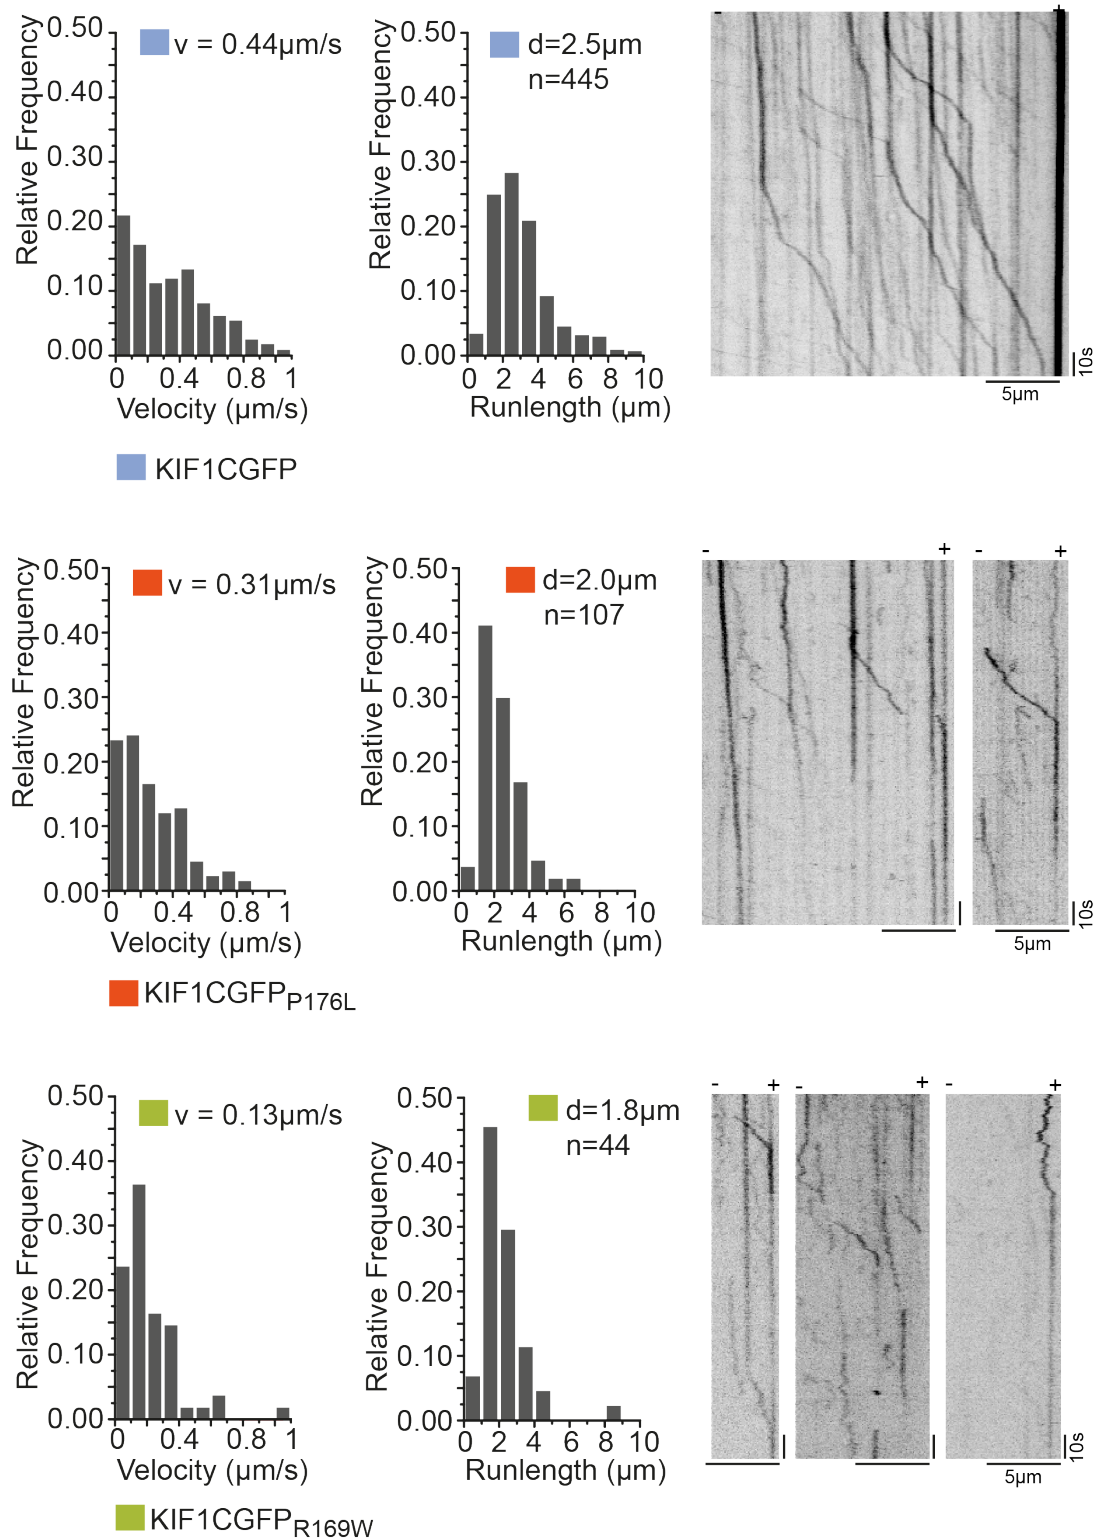 0.50
0.40
0.30
0.20
0.10
0.00
Relative Frequency
v = 0.44µm/s
0 0.4 0.8 1
Velocity (µm/s)
0.50
0.40
0.30
0.20
0.10
0.00
Relative Frequency
d=2.5µm
n=445
0 2 4 6 8 10
Runlength (µm)
- +
10s
5µm
KIF1CGFP
0.50
0.40
0.30
0.20
0.10
0.00
Relative Frequency
v = 0.31µm/s
0 0.4 0.8 1
Velocity (µm/s)
0.50
0.40
0.30
0.20
0.10
0.00
Relative Frequency
d=2.0µm
n=107
0 2 4 6 8 10
Runlength (µm)
- + - +
10s
5µm
KIF1CGFPP176L
0.50
0.40
0.30
0.20
0.10
0.00
Relative Frequency
v = 0.13µm/s
0 0.4 0.8 1
Velocity (µm/s)
0.50
0.40
0.30
0.20
0.10
0.00
Relative Frequency
d=1.8µm
n=44
0 2 4 6 8 10
Runlength (µm)
- + - + - +
10s
5µm
KIF1CGFPR169W